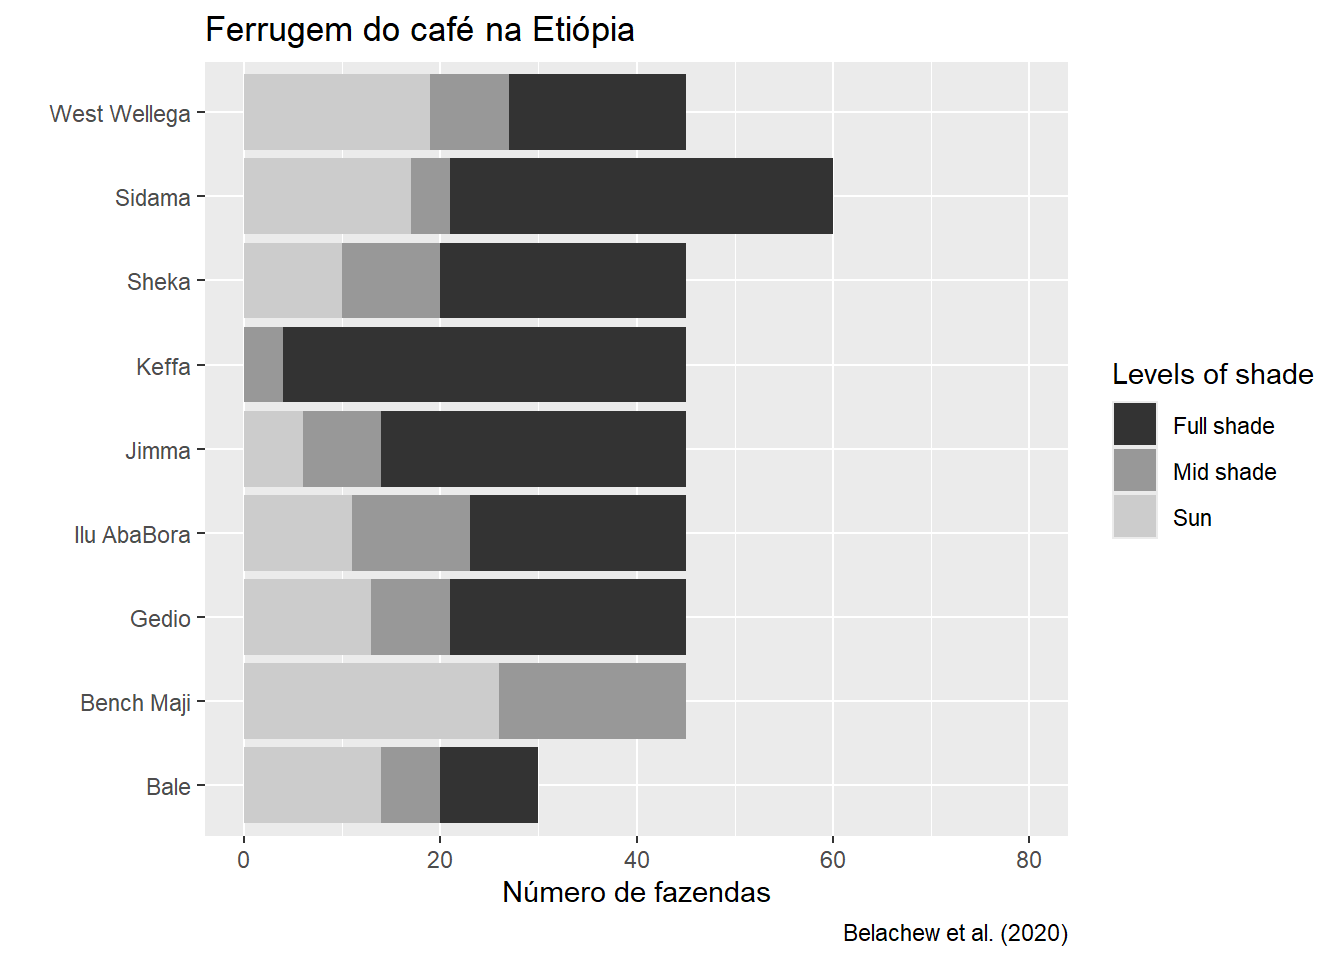 Ferrugem do café na Etiópia
West Wellega
Sidama
Sheka
Keffa
Jimma
Ilu AbaBora
Gedio
Bench Maji
Bale
0 20 40 60 80
Número de fazendas
Belachew et al. (2020)
Levels of shade
Full shade
Mid shade
Sun